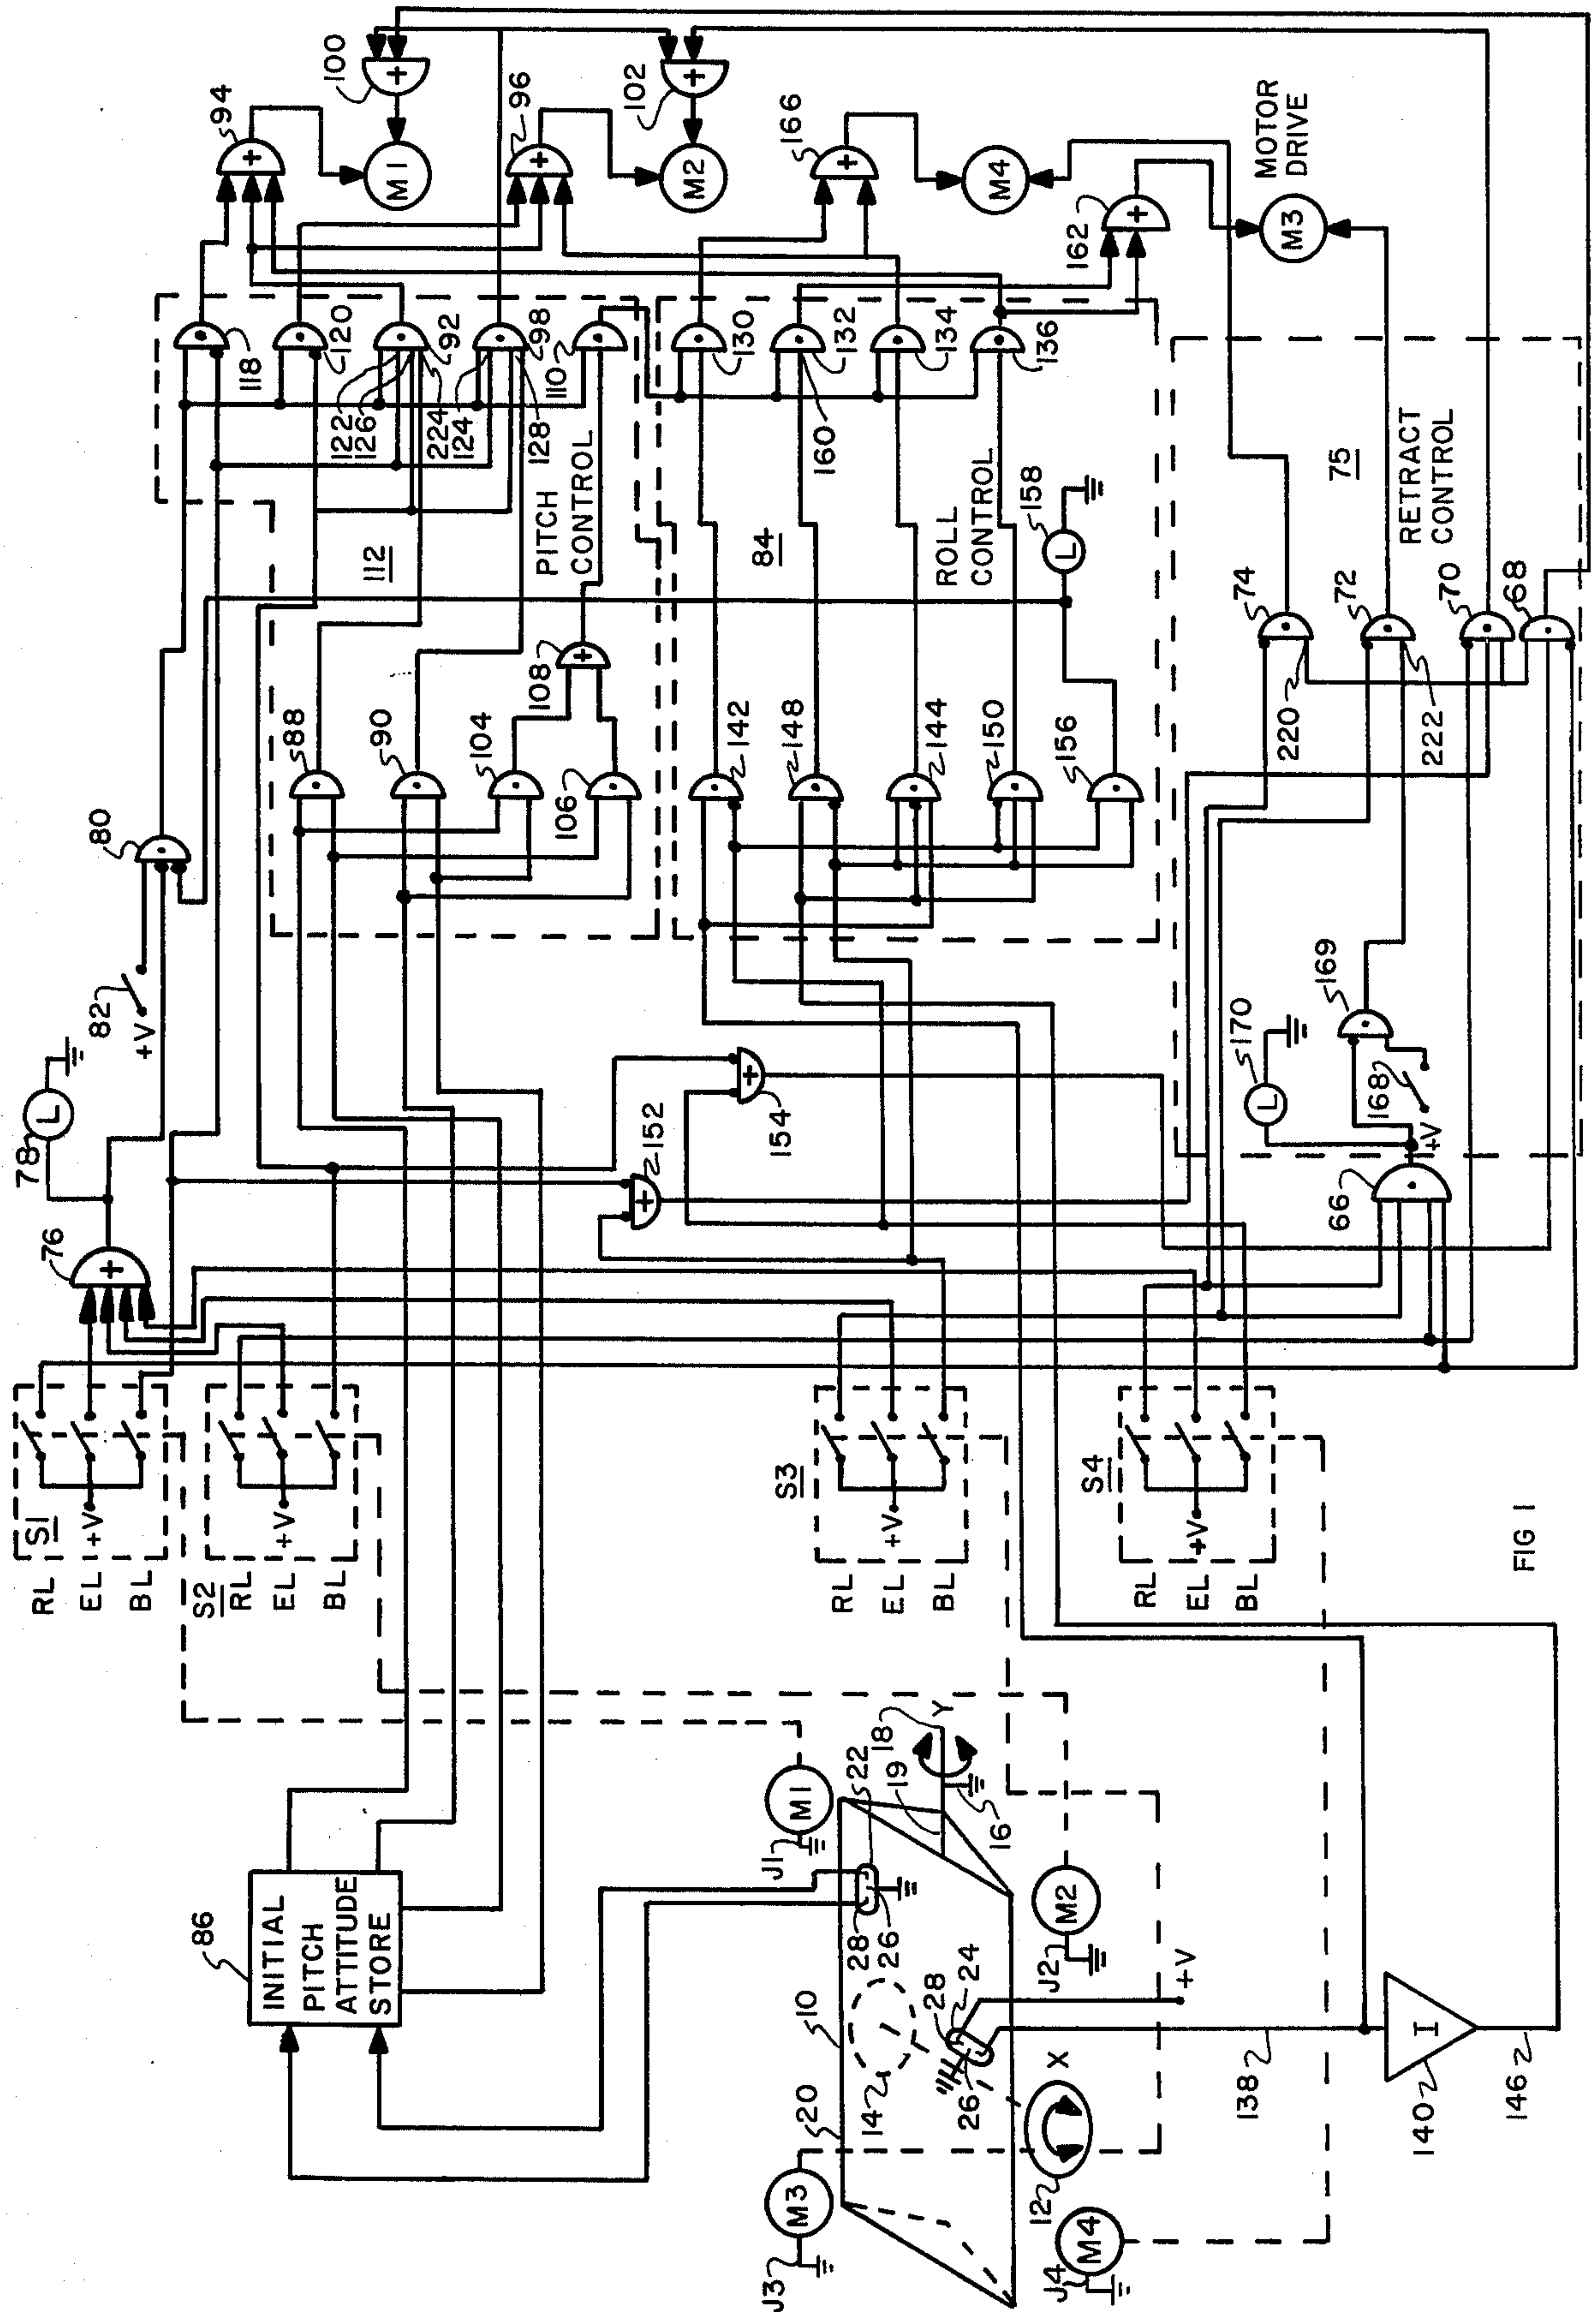 78
L
76
82
+V
80
94
100
M1
S1
+V
RL
EL
BL
S2
+V
RL
EL
BL
152
154
112
PITCH
CONTROL
88
90
104
106
108
118
120
122
126
224
92
124
98
128
110
96
102
M2
86
INITIAL
PITCH
ATTITUDE
STORE
84
ROLL
CONTROL
142
148
144
150
156
158
L
130
132
160
134
136
166
M4
162
M3
MOTOR
DRIVE
S3
+V
RL
EL
BL
S4
+V
RL
EL
BL
66
170
L
168
+V
169
75
RETRACT
CONTROL
74
220
72
222
70
68
J1
M1
22
28
26
19
18
Y
16
J2
M2
10
20
14
28
24
26
+V
X
12
J3
M3
J4
M4
138
I
140
146
FIG 1